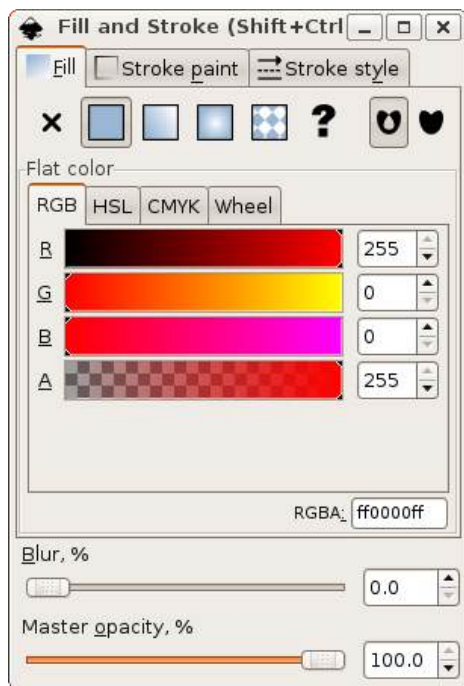 Fill and Stroke (Shift+Ctrl
Fill Stroke paint Stroke style
Flat color
RGB HSL CMYK Wheel
R 255
G 0
B 0
A 255
RGBA: ff0000ff
Blur, %
0.0
Master opacity, %
100.0